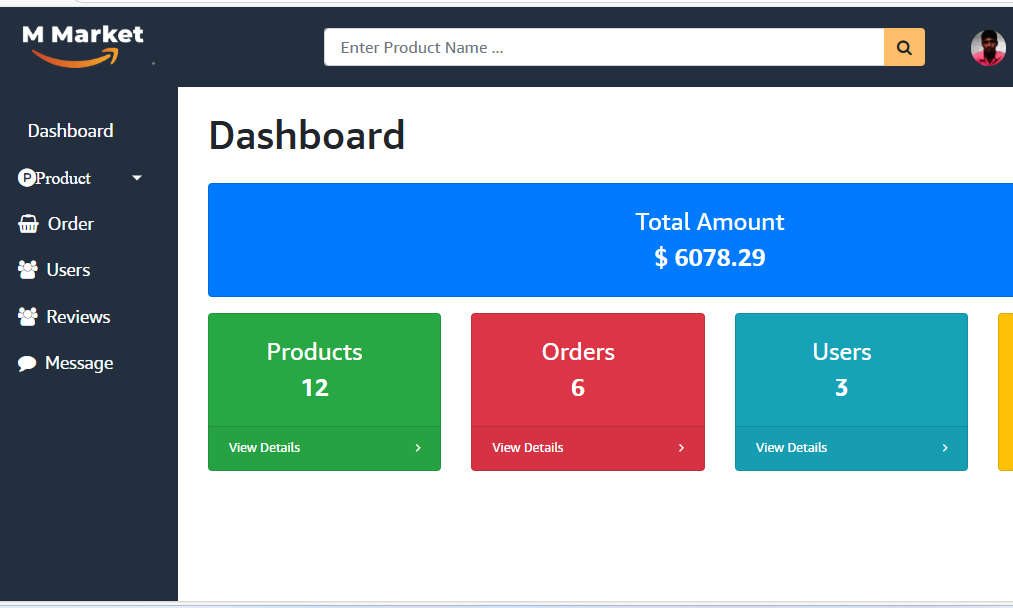 M Market
Enter Product Name ...
Dashboard
P Product
Order
Users
Reviews
Message
Dashboard
Total Amount
$ 6078.29
Products
12
View Details
Orders
6
View Details
Users
3
View Details